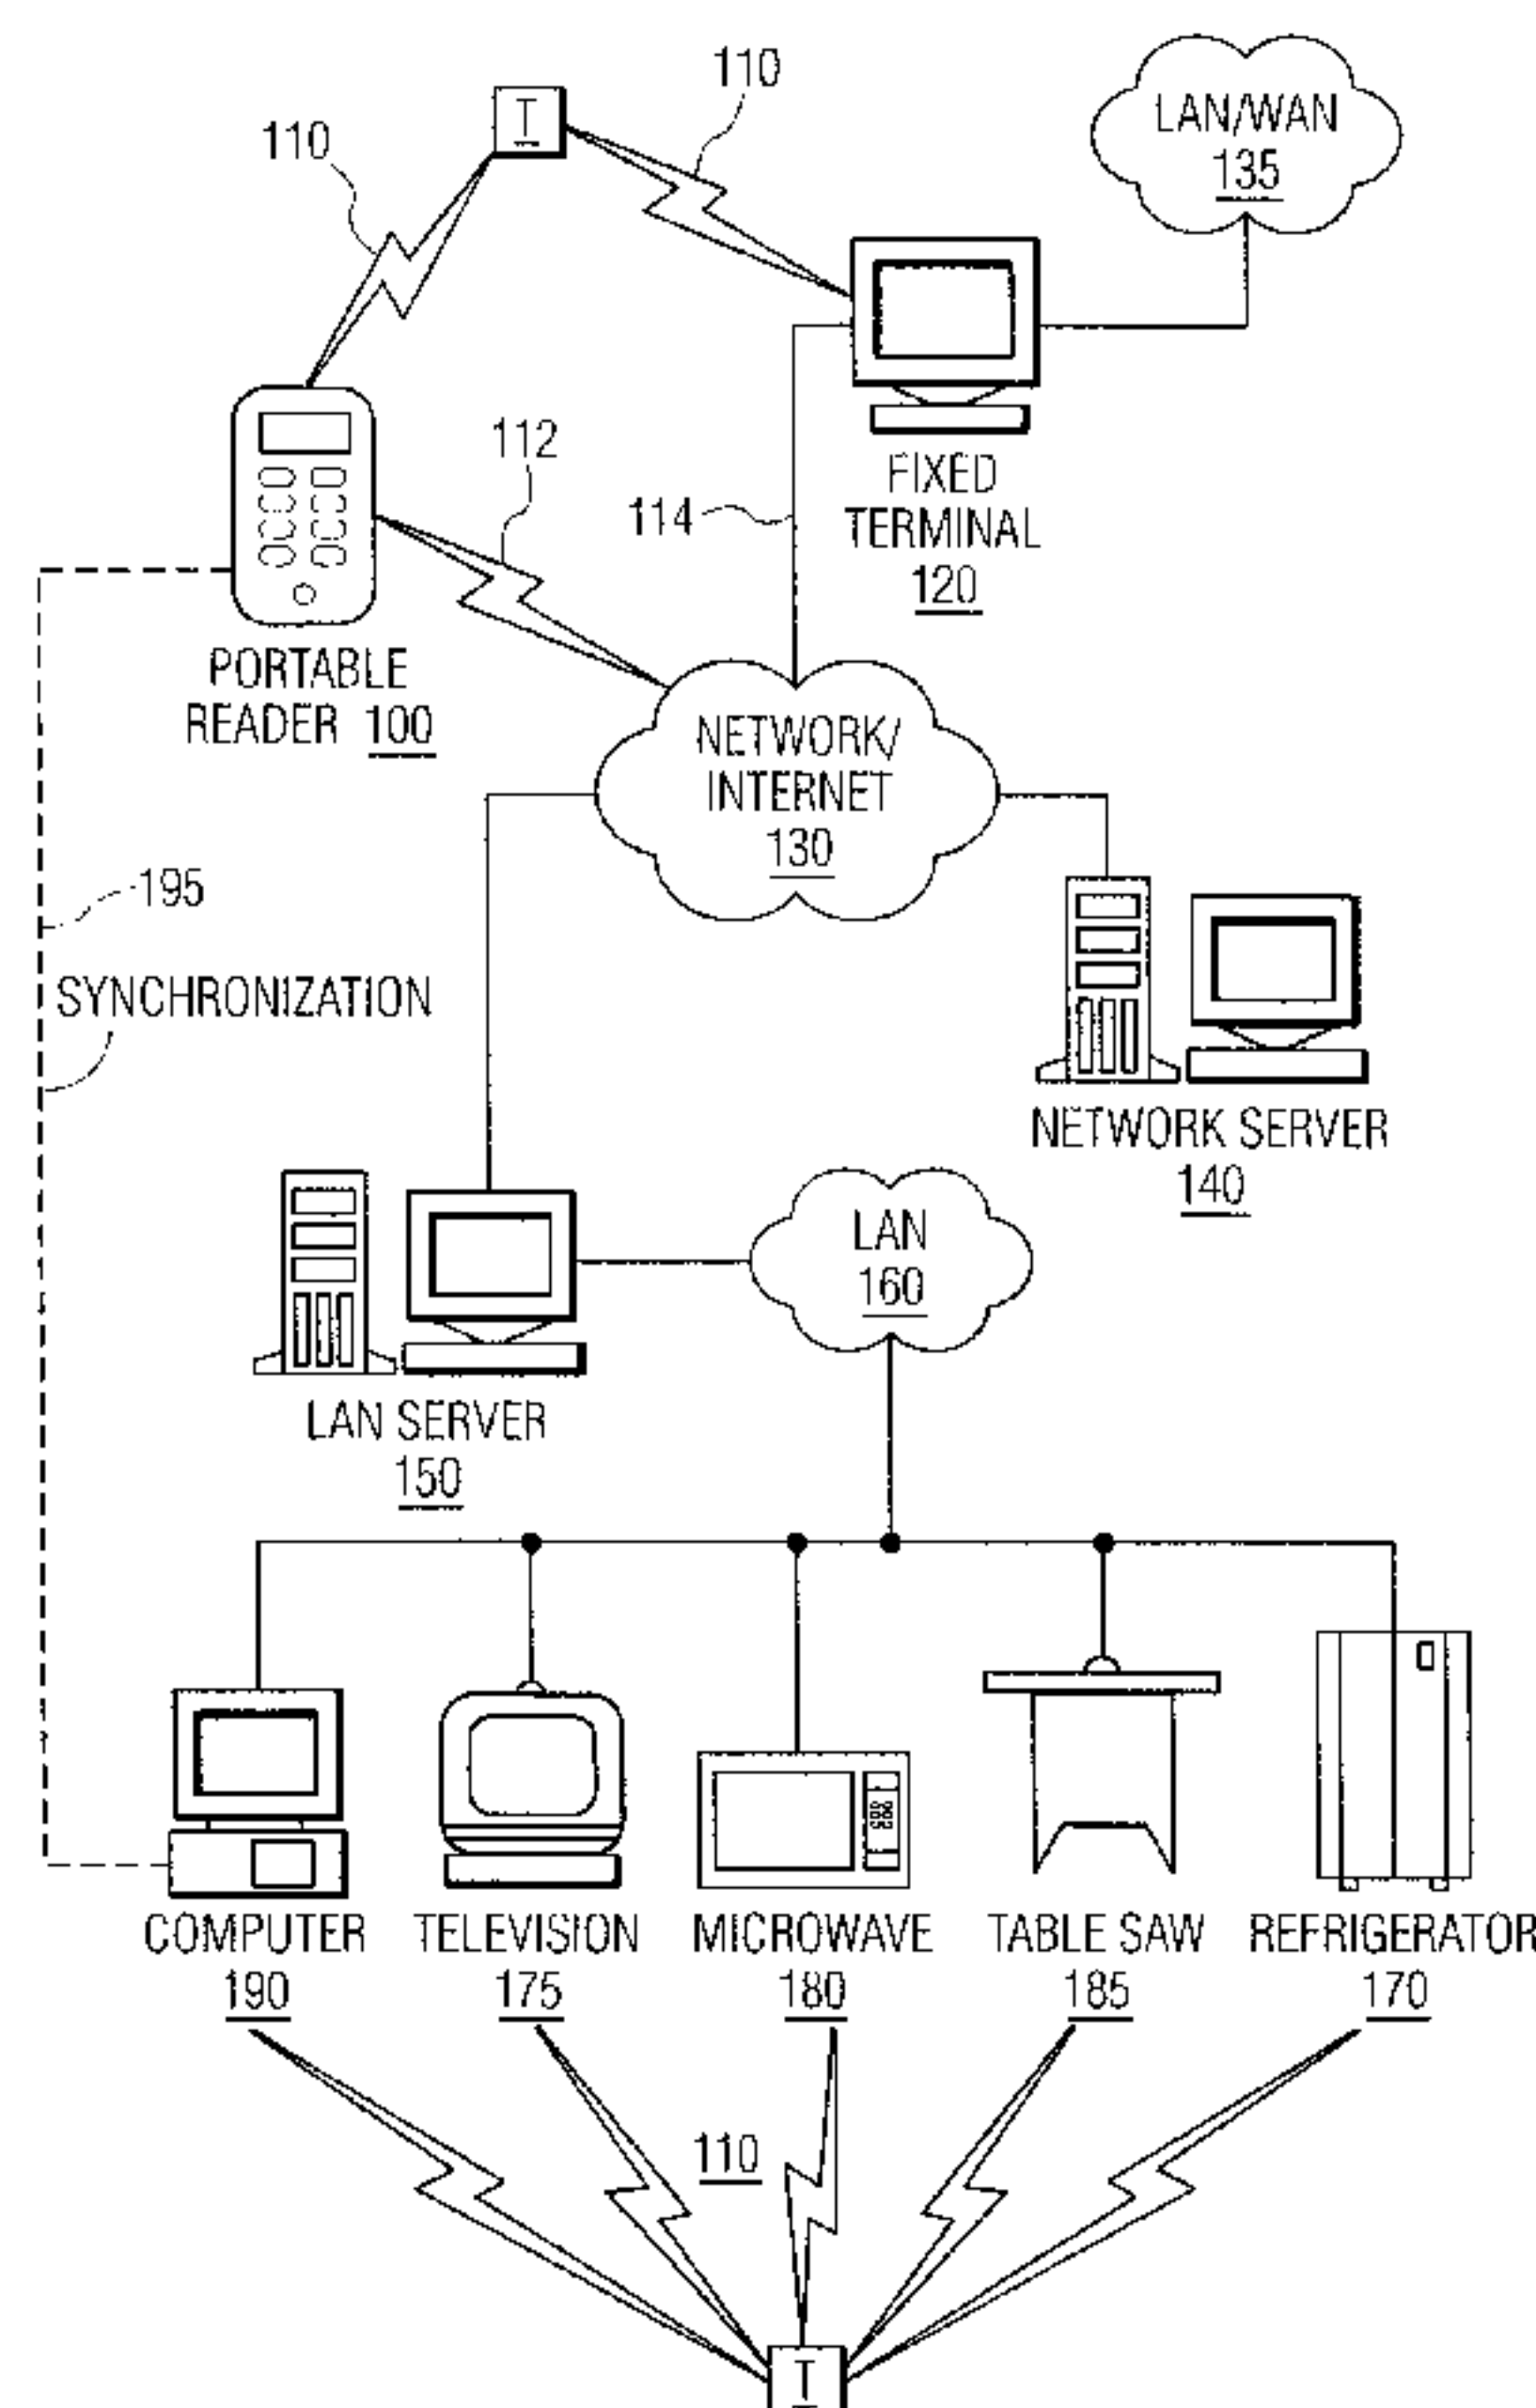 110
T
110
LAN/WAN
135
112
114
FIXED
TERMINAL
120
PORTABLE
READER 100
NETWORK/
INTERNET
130
195
SYNCHRONIZATION
NETWORK SERVER
140
LAN
160
LAN SERVER
150
COMPUTER
190
TELEVISION
175
MICROWAVE
180
TABLE SAW
185
REFRIGERATOR
170
110
T